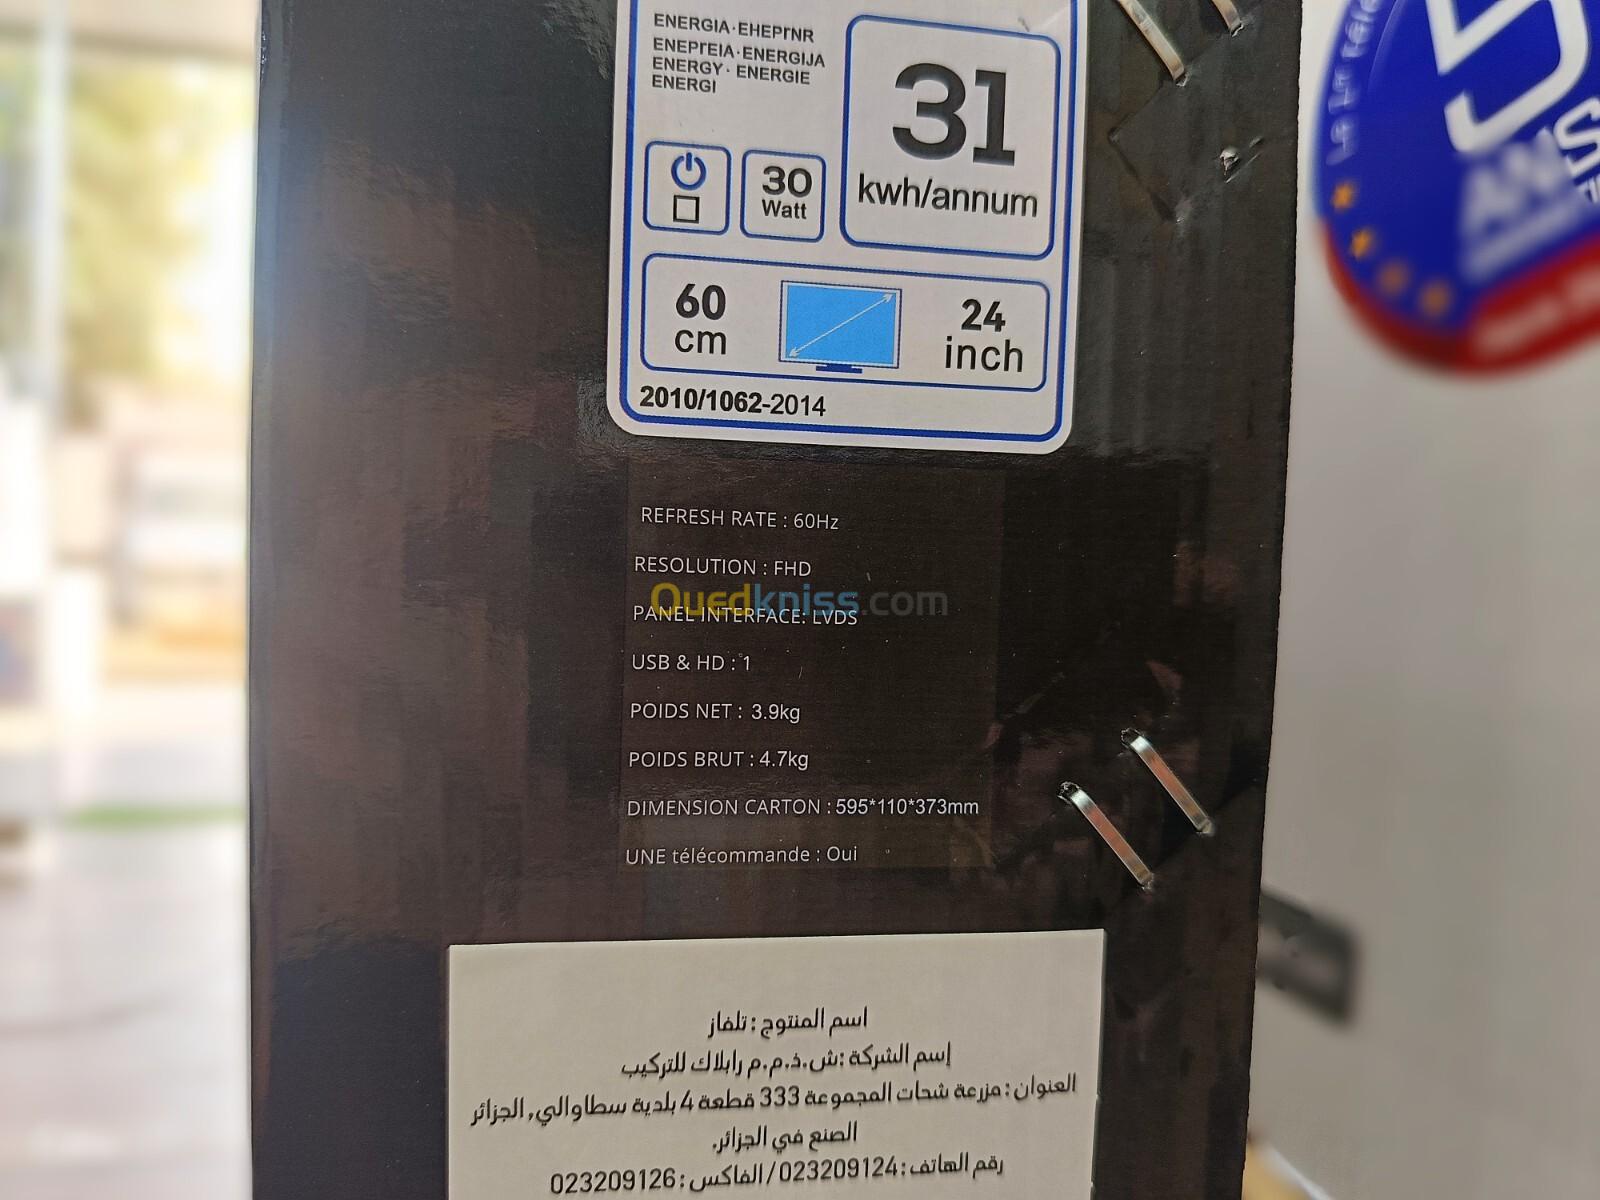 ENERGIA·ЕНЕРГNR
ΕΝΕΡΓΕΙΑ·ENERGIJA
ENERGY· ENERGIE
ENERGI
31
kwh/annum
30
Watt
60
cm
24
inch
2010/1062-2014
REFRESH RATE : 60Hz
RESOLUTION : FHD
Ouedkniss.com
PANEL INTERFACE: LVDS
USB & HD : 1
POIDS NET : 3.9kg
POIDS BRUT : 4.7kg
DIMENSION CARTON : 595*110*373mm
UNE télécommande : Oui
اسم المنتوج : تلفاز
إسم الشركة :ش.ذ.م.م رابلاك للتركيب
العنوان : مزرعة شحات المجموعة 333 قطعة 4 بلدية سطاوالي, الجزائر
الصنع في الجزائر.
رقم الهاتف : 023209124 / الفاكس : 023209126
5
ANS